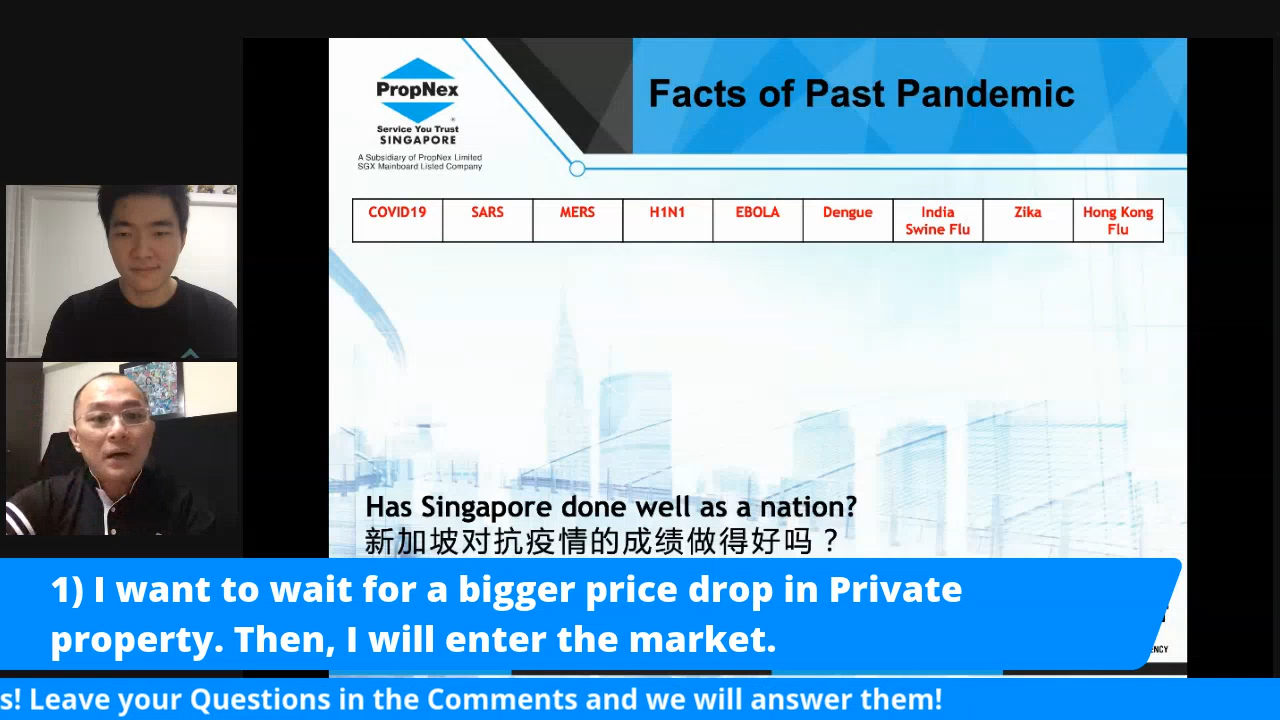 PropNex
Service You Trust
SINGAPORE
A Subsidiary of PropNex Limited
SGX Mainboard Listed Company
Facts of Past Pandemic
COVID19 SARS MERS H1N1 EBOLA Dengue India Swine Flu Zika Hong Kong Flu
Has Singapore done well as a nation?
新加坡对抗疫情的成绩做得好吗？
1) I want to wait for a bigger price drop in Private
property. Then, I will enter the market.
s! Leave your Questions in the Comments and we will answer them!